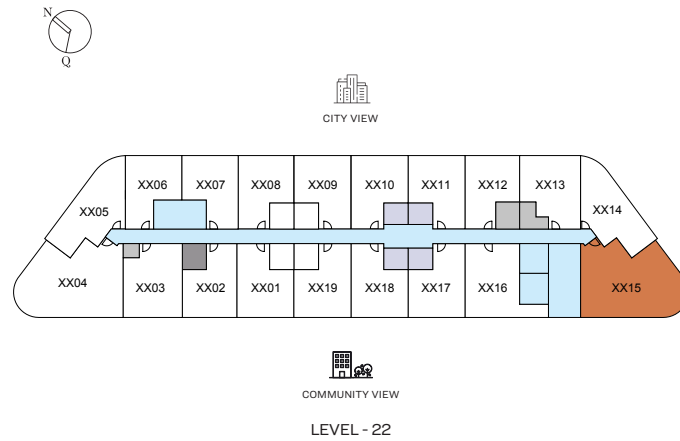 N
Q
CITY VIEW
XX06 XX07 XX08 XX09 XX10 XX11 XX12 XX13
XX05 XX14
XX04 XX03 XX02 XX01 XX19 XX18 XX17 XX16 XX15
COMMUNITY VIEW
LEVEL - 22